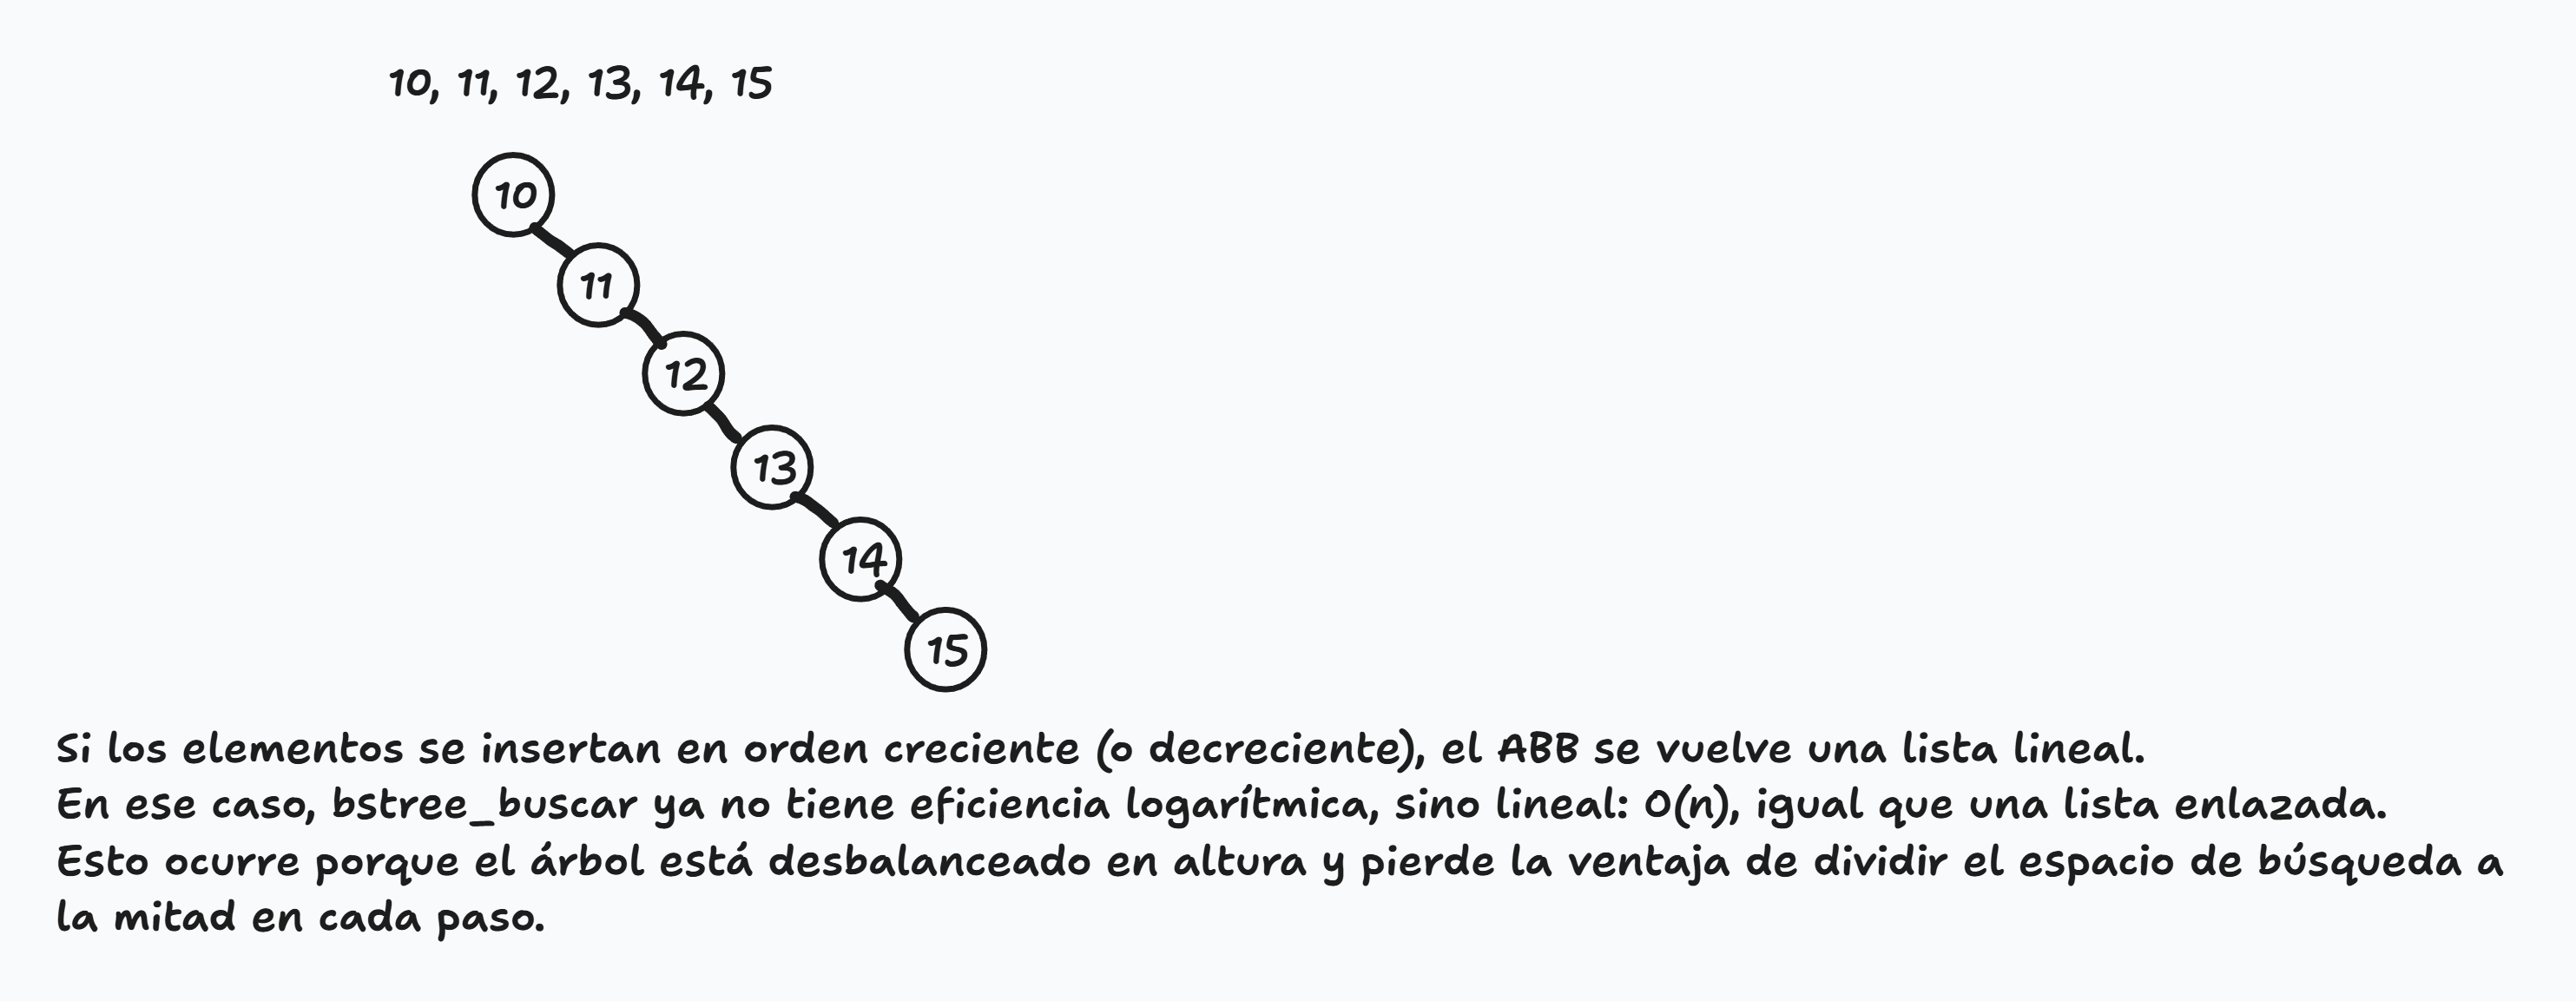 10, 11, 12, 13, 14, 15
10
11
12
13
14
15
Si los elementos se insertan en orden creciente (o decreciente), el ABB se vuelve una lista lineal.
En ese caso, bstree_buscar ya no tiene eficiencia logarítmica, sino lineal: O(n), igual que una lista enlazada.
Esto ocurre porque el árbol está desbalanceado en altura y pierde la ventaja de dividir el espacio de búsqueda a
la mitad en cada paso.